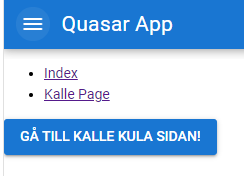 Quasar App
Index
Kalle Page
GÅ TILL KALLE KULA SIDAN!